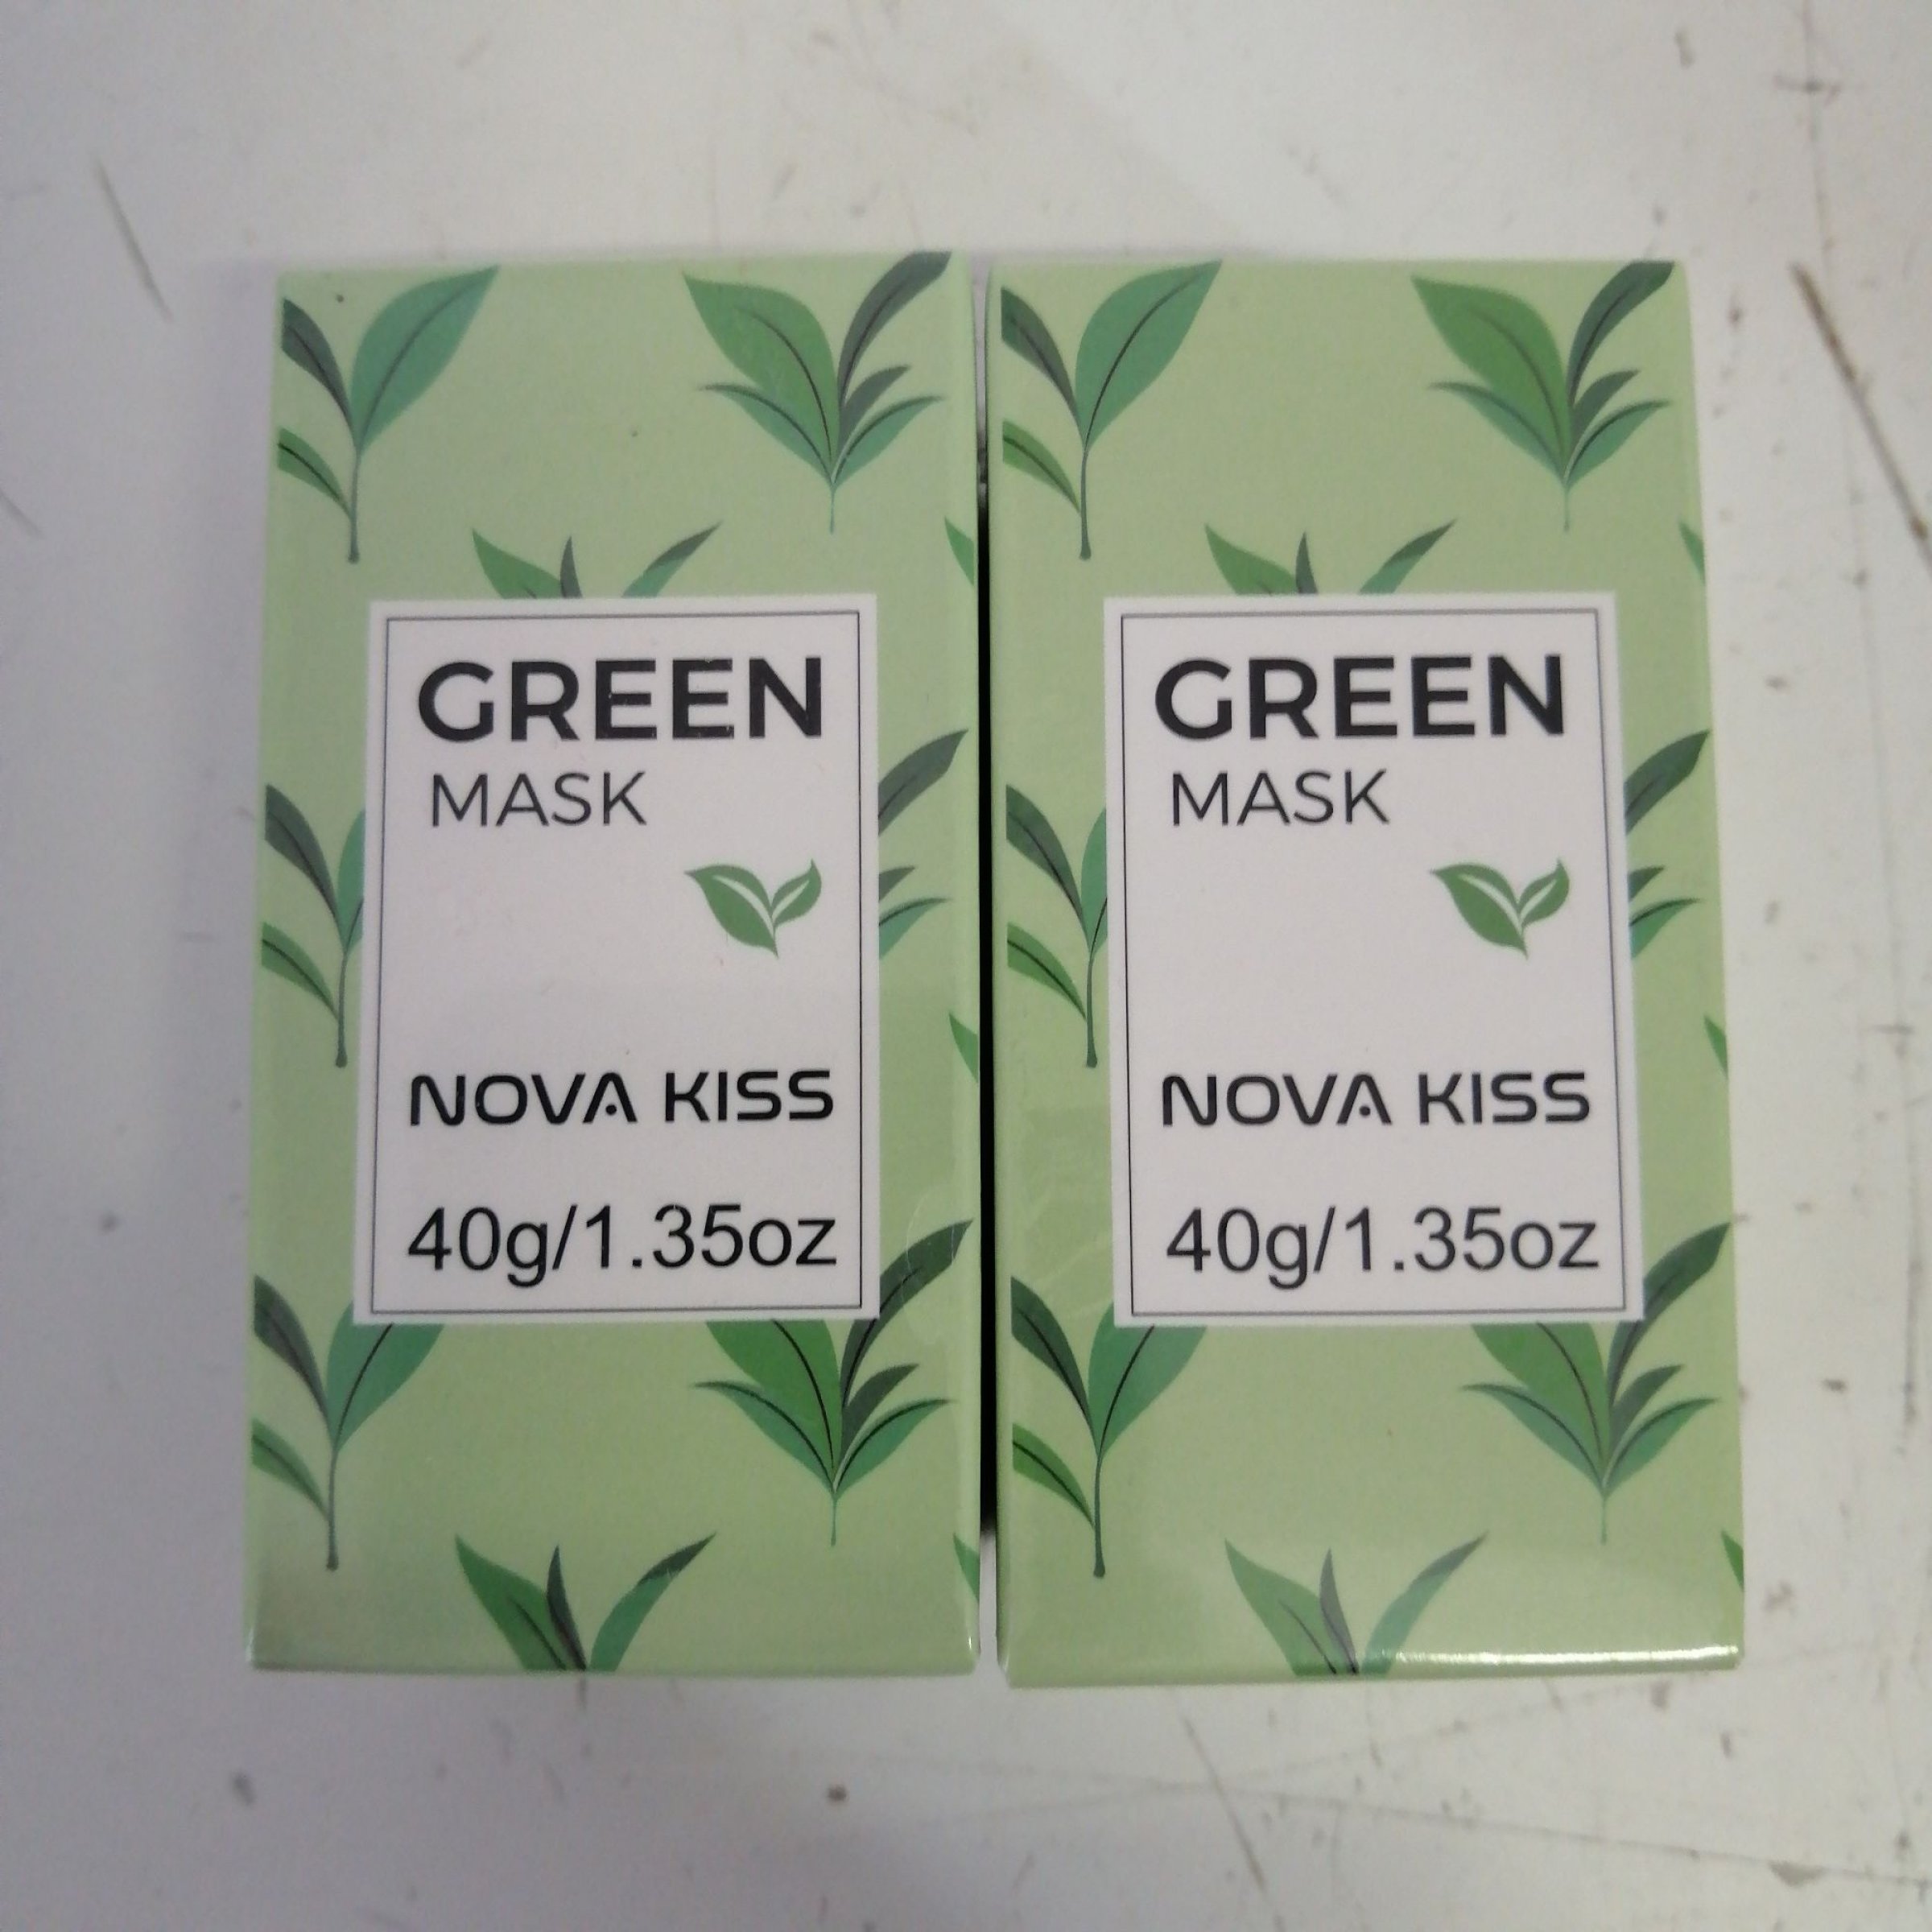 GREEN
MASK
NOVA KISS
40g/1.35oz
GREEN
MASK
NOVA KISS
40g/1.35oz